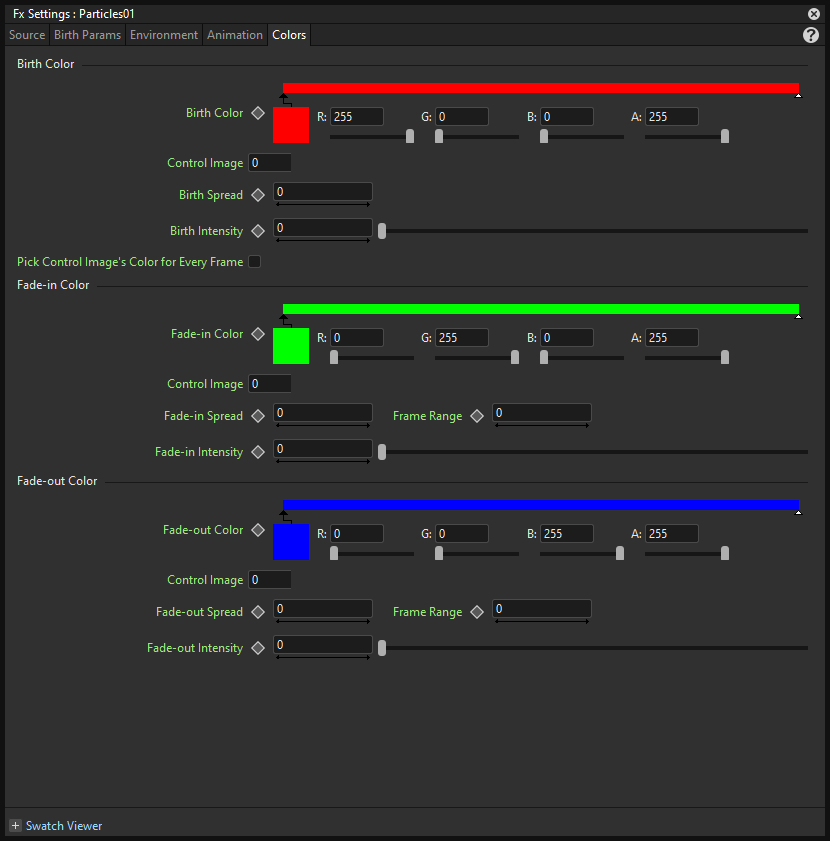 Fx Settings : Particles01
Source Birth Params Environment Animation Colors ?
Birth Color
Birth Color R: 255 G: 0 B: 0 A: 255
Control Image 0
Birth Spread 0
Birth Intensity 0
Pick Control Image's Color for Every Frame
Fade-in Color
Fade-in Color R: 0 G: 255 B: 0 A: 255
Control Image 0
Fade-in Spread 0 Frame Range 0
Fade-in Intensity 0
Fade-out Color
Fade-out Color R: 0 G: 0 B: 255 A: 255
Control Image 0
Fade-out Spread 0 Frame Range 0
Fade-out Intensity 0
+ Swatch Viewer